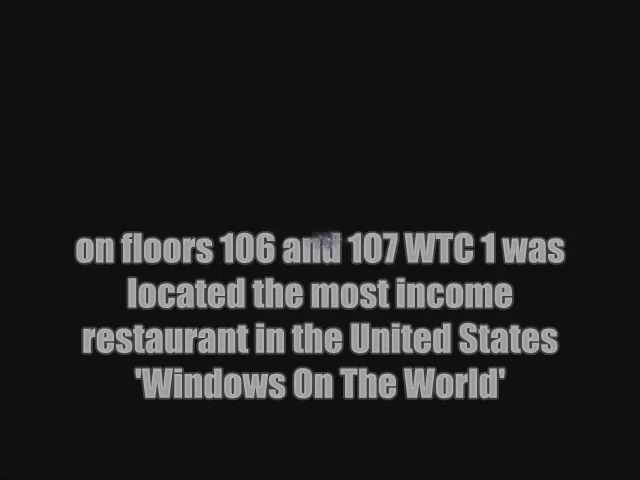 on floors 106 and 107 WTC 1 was
located the most income
restaurant in the United States
'Windows On The World'